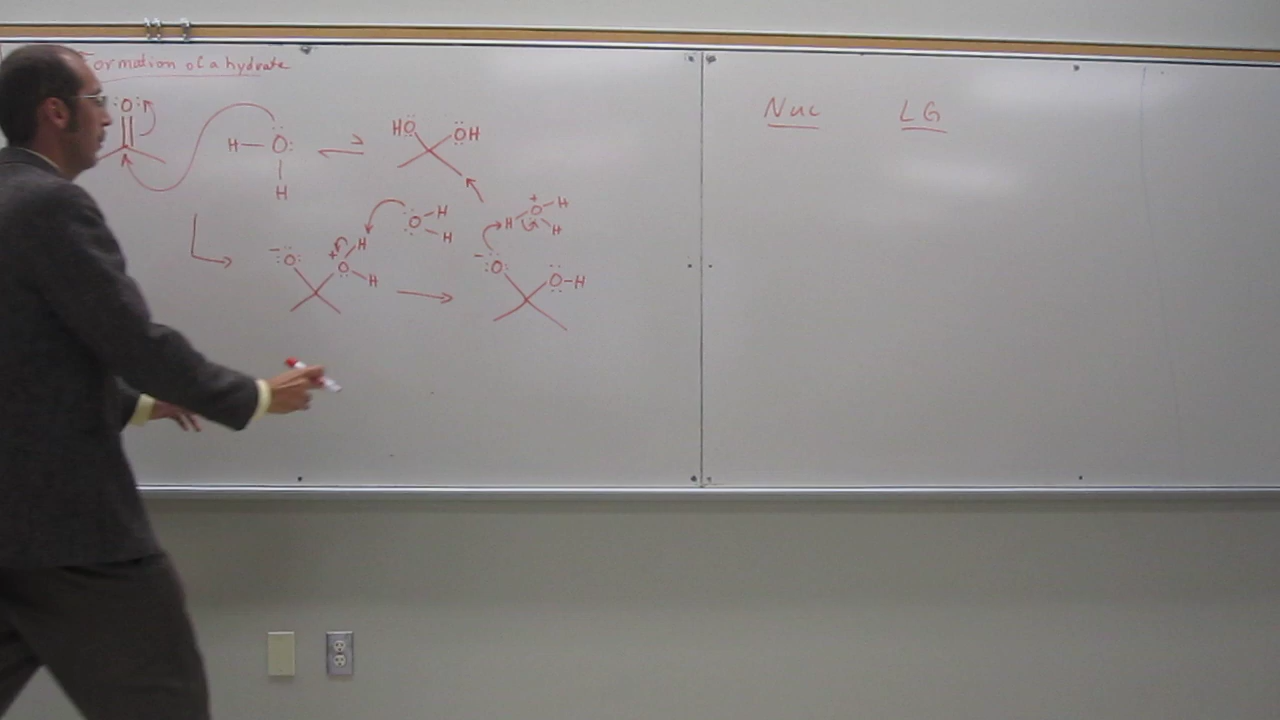 Formation of a hydrate
:O:
H — O:
H
HO OH
− :O: + O H
H
:O H
H
H O + H
H
− :O: O-H
Nuc LG